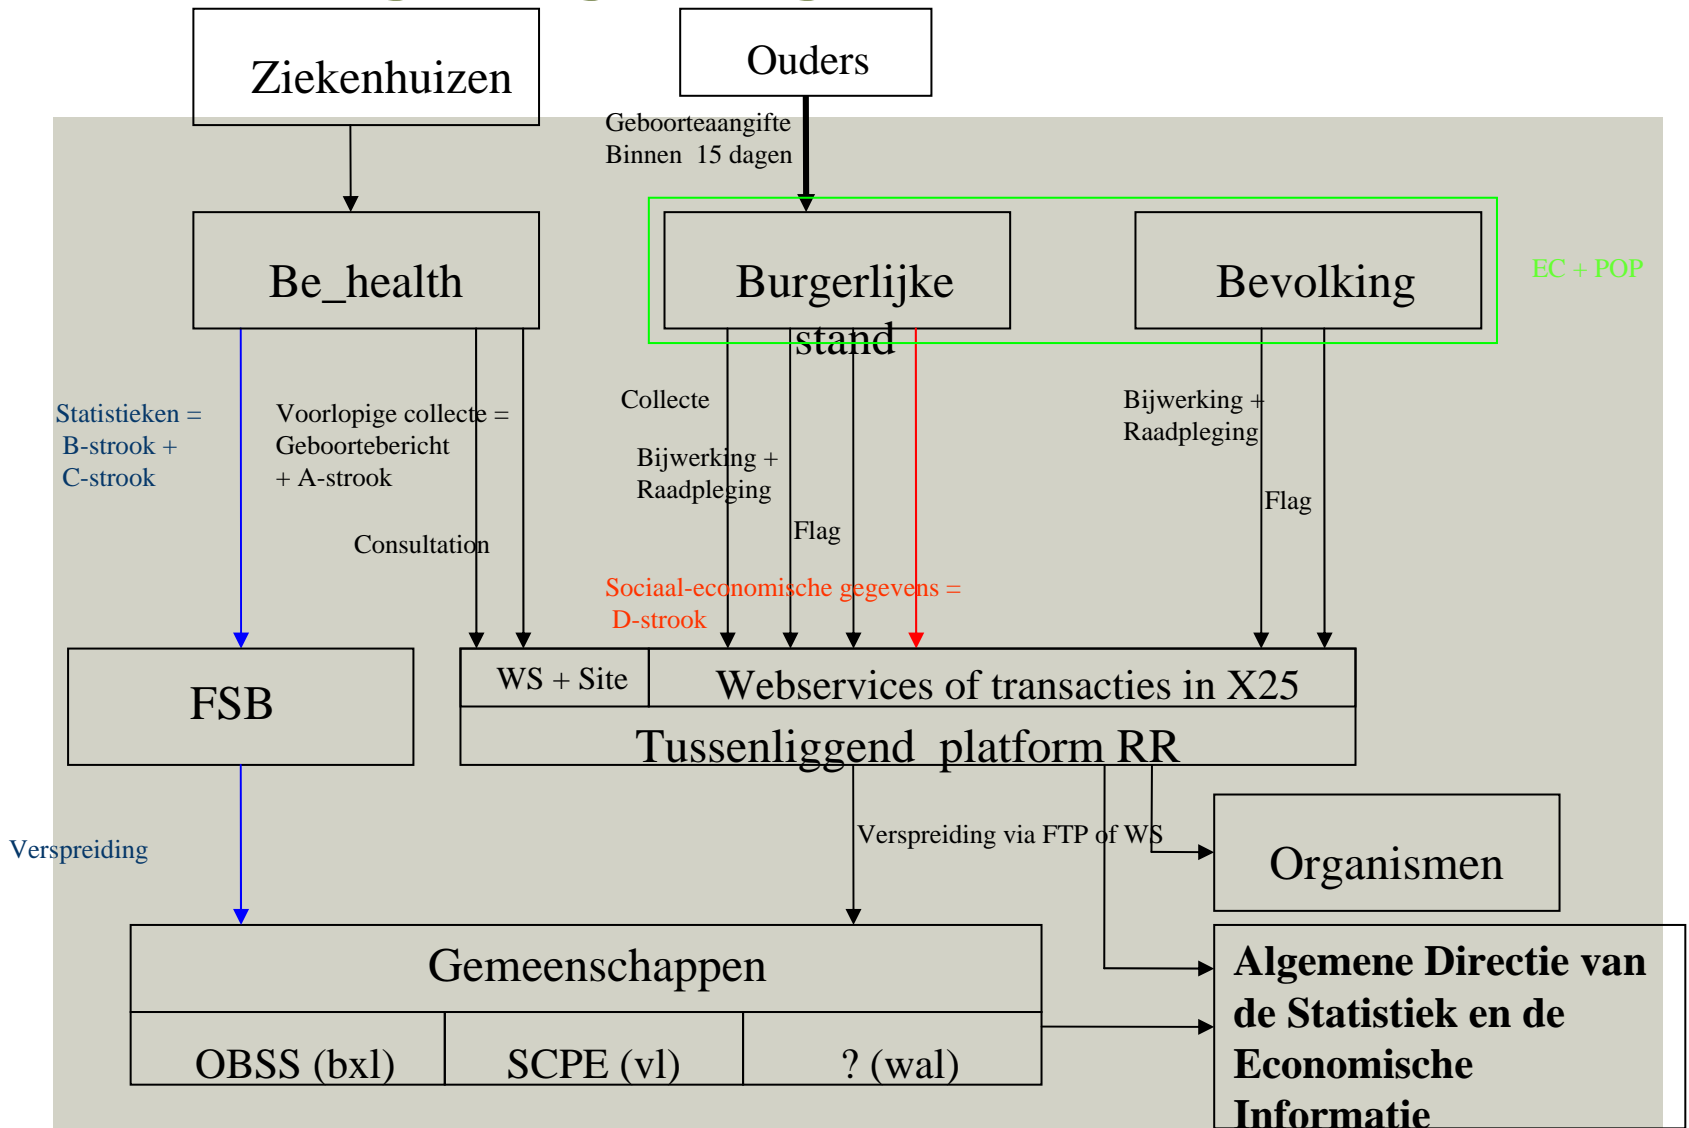 Ziekenhuizen
Ouders
Geboorteaangifte
Binnen 15 dagen
Be_health
Burgerlijke
stand
Bevolking
EC + POP
Statistieken =
B-strook +
C-strook
Voorlopige collecte =
Geboortebericht
+ A-strook
Consultation
Collecte
Bijwerking +
Raadpleging
Flag
Sociaal-economische gegevens =
D-strook
Bijwerking +
Raadpleging
Flag
FSB
WS + Site
Webservices of transacties in X25
Tussenliggend platform RR
Verspreiding
Verspreiding via FTP of WS
Organismen
Gemeenschappen
OBSS (bxl)
SCPE (vl)
? (wal)
Algemene Directie van
de Statistiek en de
Economische
Informatie